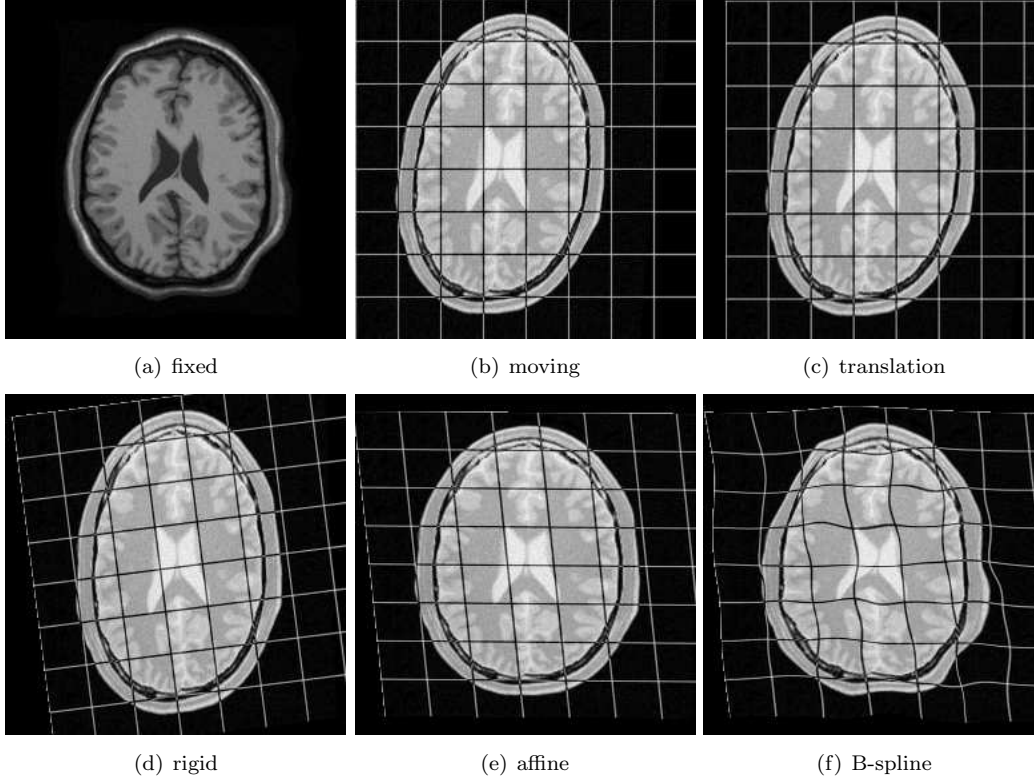 (a) fixed
(b) moving
(c) translation
(d) rigid
(e) affine
(f) B-spline